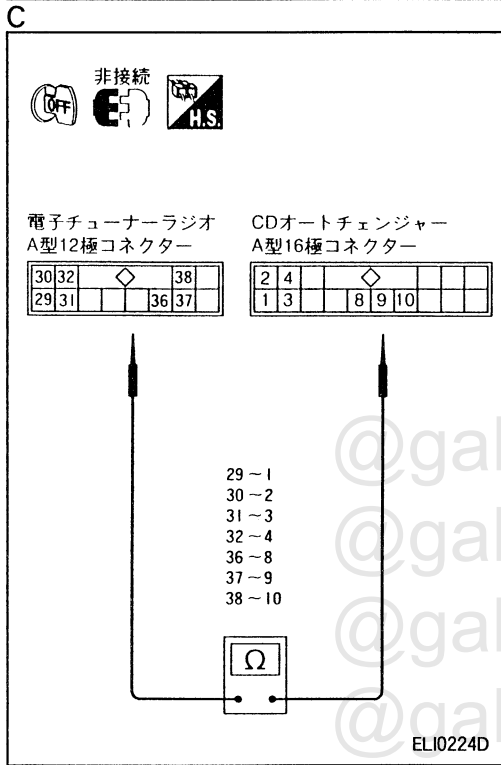 C
非接続
OFF
H.S.
電子チューナーラジオ
A型12極コネクター
CDオートチェンジャー
A型16極コネクター
30 32 38
29 31 36 37
2 4
1 3 8 9 10
29～1
30～2
31～3
32～4
36～8
37～9
38～10
Ω
ELI0224D
@gal
@gal
@gal
@gal